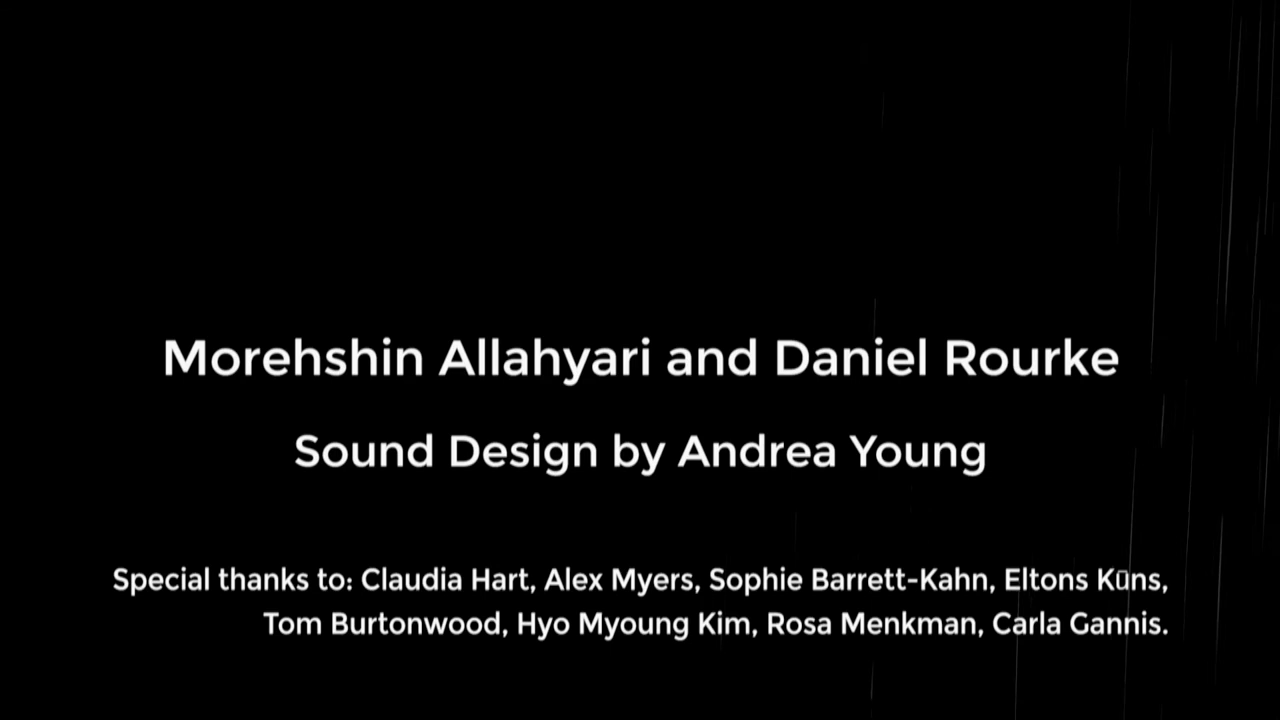 Morehshin Allahyari and Daniel Rourke
Sound Design by Andrea Young
Special thanks to: Claudia Hart, Alex Myers, Sophie Barrett-Kahn, Eltons Kūns,
Tom Burtonwood, Hyo Myoung Kim, Rosa Menkman, Carla Gannis.